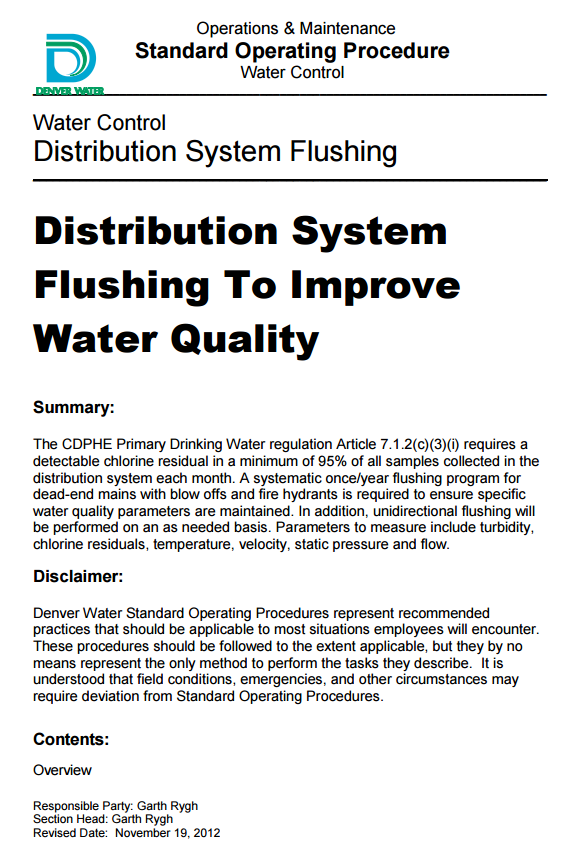 Operations & Maintenance
Standard Operating Procedure
Water Control
DENVER WATER
Water Control
Distribution System Flushing
Distribution System
Flushing To Improve
Water Quality
Summary:
The CDPHE Primary Drinking Water regulation Article 7.1.2(c)(3)(i) requires a
detectable chlorine residual in a minimum of 95% of all samples collected in the
distribution system each month. A systematic once/year flushing program for
dead-end mains with blow offs and fire hydrants is required to ensure specific
water quality parameters are maintained. In addition, unidirectional flushing will
be performed on an as needed basis. Parameters to measure include turbidity,
chlorine residuals, temperature, velocity, static pressure and flow.
Disclaimer:
Denver Water Standard Operating Procedures represent recommended
practices that should be applicable to most situations employees will encounter.
These procedures should be followed to the extent applicable, but they by no
means represent the only method to perform the tasks they describe.  It is
understood that field conditions, emergencies, and other circumstances may
require deviation from Standard Operating Procedures.
Contents:
Overview
Responsible Party: Garth Rygh
Section Head: Garth Rygh
Revised Date:  November 19, 2012